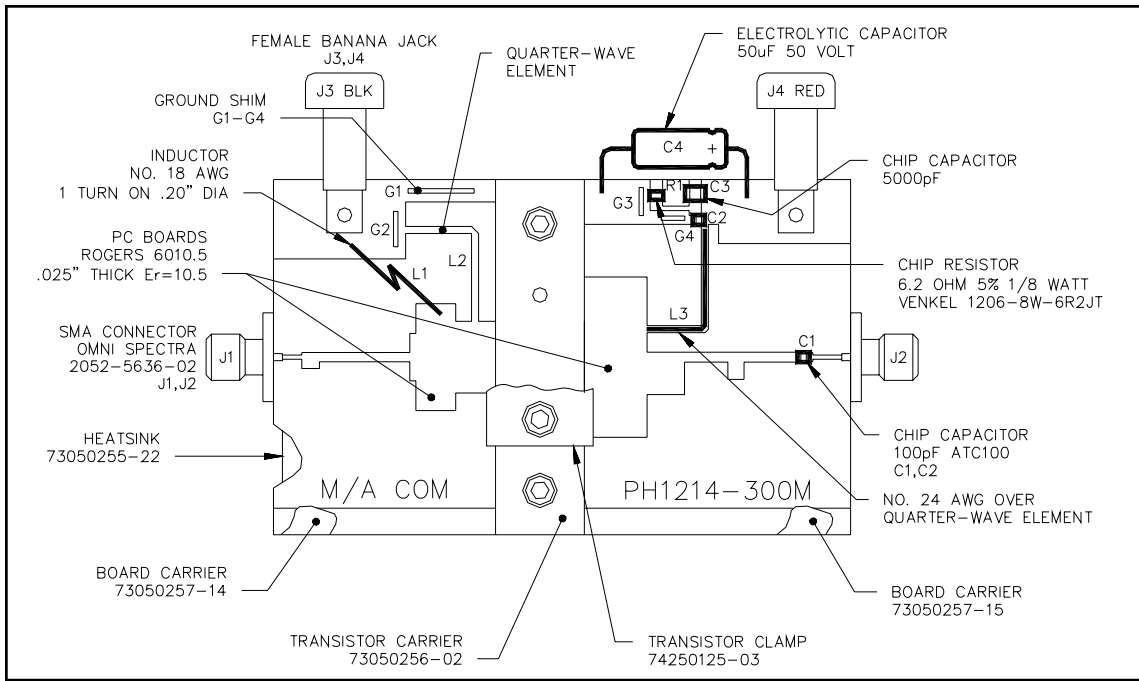 FEMALE BANANA JACK
J3,J4
QUARTER-WAVE
ELEMENT
ELECTROLYTIC CAPACITOR
50uF 50 VOLT
GROUND SHIM
G1-G4
J3 BLK
J4 RED
INDUCTOR
NO. 18 AWG
1 TURN ON .20" DIA
C4 +
CHIP CAPACITOR
5000pF
G1
R1
C3
G3
C2
G2
G4
PC BOARDS
ROGERS 6010.5
.025" THICK Er=10.5
L1
L2
CHIP RESISTOR
6.2 OHM 5% 1/8 WATT
VENKEL 1206-8W-6R2JT
L3
SMA CONNECTOR
OMNI SPECTRA
2052-5636-02
J1,J2
J1
C1
J2
HEATSINK
73050255-22
CHIP CAPACITOR
100pF ATC100
C1,C2
M/A COM
PH1214-300M
NO. 24 AWG OVER
QUARTER-WAVE ELEMENT
BOARD CARRIER
73050257-14
BOARD CARRIER
73050257-15
TRANSISTOR CARRIER
73050256-02
TRANSISTOR CLAMP
74250125-03